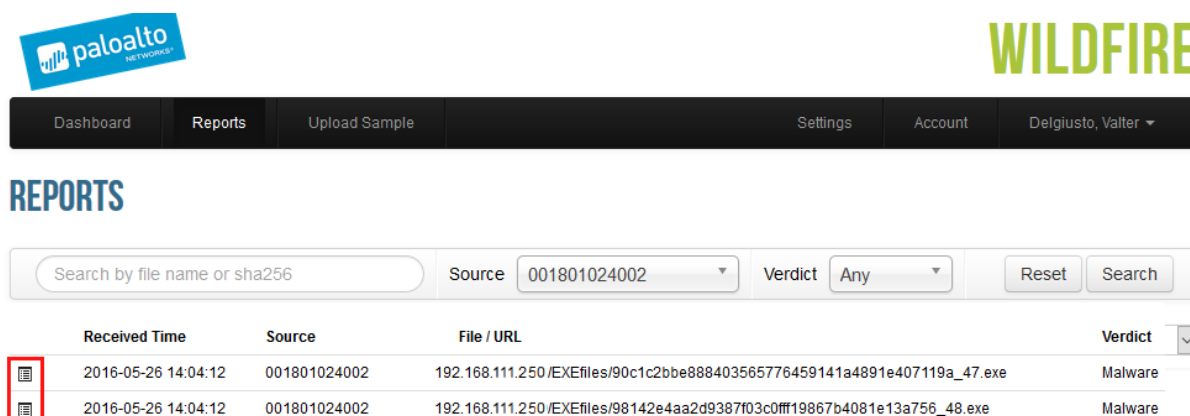 paloalto
NETWORKS®
WILDFIRE
Dashboard Reports Upload Sample Settings Account Delgiusto, Valter
REPORTS
Search by file name or sha256 Source 001801024002 Verdict Any Reset Search
Received Time Source File / URL Verdict
2016-05-26 14:04:12 001801024002 192.168.111.250/EXEfiles/90c1c2bbe888403565776459141a4891e407119a_47.exe Malware
2016-05-26 14:04:12 001801024002 192.168.111.250/EXEfiles/98142e4aa2d9387f03c0fff19867b4081e13a756_48.exe Malware